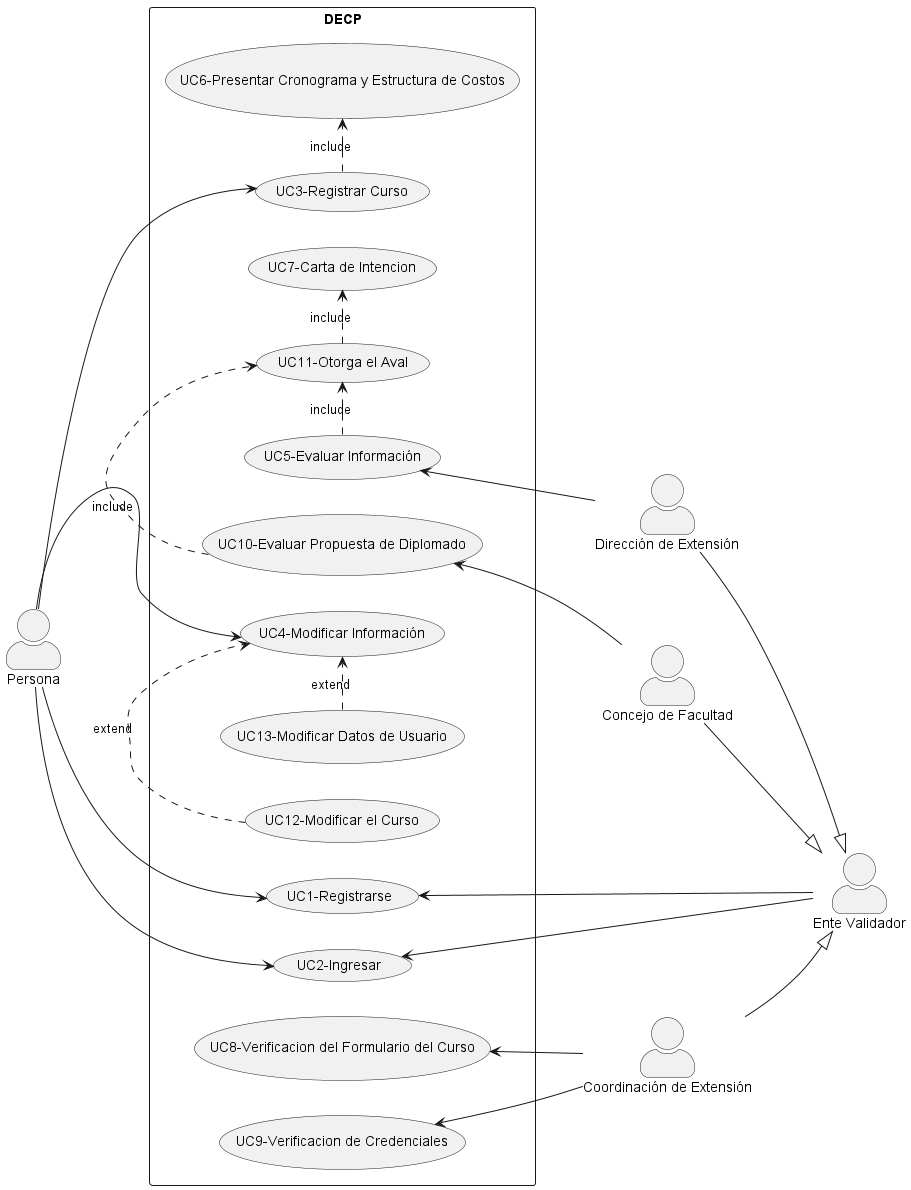 DECP
UC6-Presentar Cronograma y Estructura de Costos
include
UC3-Registrar Curso
UC7-Carta de Intencion
include
UC11-Otorga el Aval
include
UC5-Evaluar Información
include
UC10-Evaluar Propuesta de Diplomado
Dirección de Extensión
UC4-Modificar Información
Persona
extend
Concejo de Facultad
extend
UC13-Modificar Datos de Usuario
UC12-Modificar el Curso
UC1-Registrarse
Ente Validador
UC2-Ingresar
UC8-Verificacion del Formulario del Curso
Coordinación de Extensión
UC9-Verificacion de Credenciales